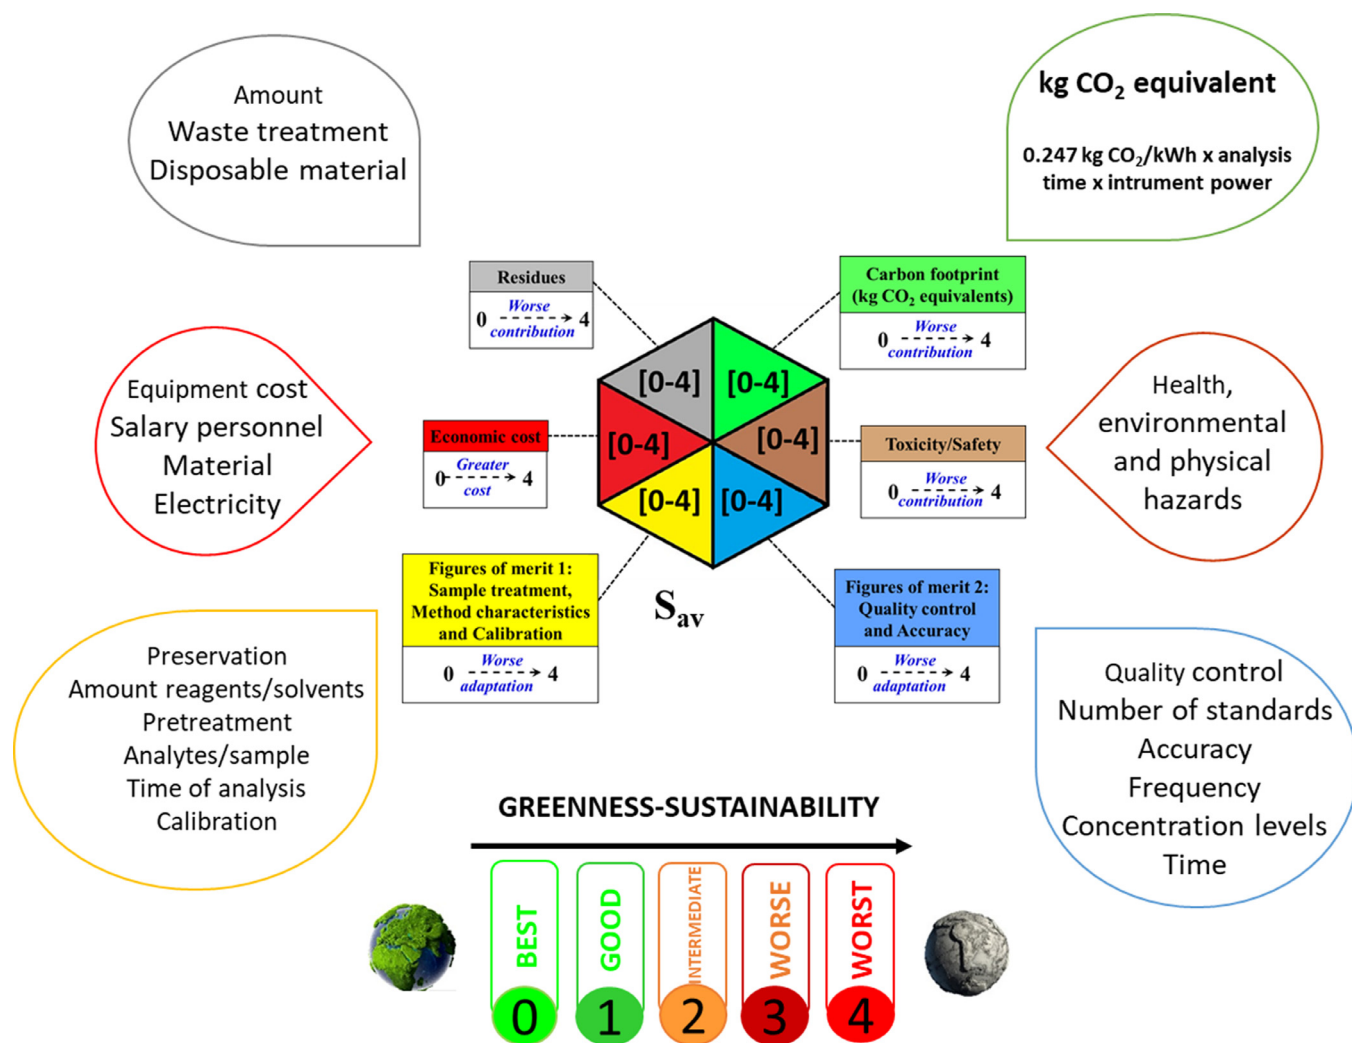 Amount
Waste treatment
Disposable material
kg CO₂ equivalent
0.247 kg CO₂/kWh x analysis
time x intrument power
Residues
Worse
0 4
contribution
Carbon footprint
(kg CO₂ equivalents)
Worse
0 4
contribution
[0-4] [0-4]
Equipment cost
Salary personnel
Material
Electricity
Economic cost
Greater
0 4
cost
[0-4] [0-4]
Toxicity/Safety
Worse
0 4
contribution
Health,
environmental
and physical
hazards
[0-4] [0-4]
Figures of merit 1:
Sample treatment,
Method characteristics
and Calibration
Worse
0 4
adaptation
Sav
Figures of merit 2:
Quality control
and Accuracy
Worse
0 4
adaptation
Preservation
Amount reagents/solvents
Pretreatment
Analytes/sample
Time of analysis
Calibration
Quality control
Number of standards
Accuracy
Frequency
Concentration levels
Time
GREENNESS-SUSTAINABILITY
BEST
GOOD
INTERMEDIATE
WORSE
WORST
0 1 2 3 4